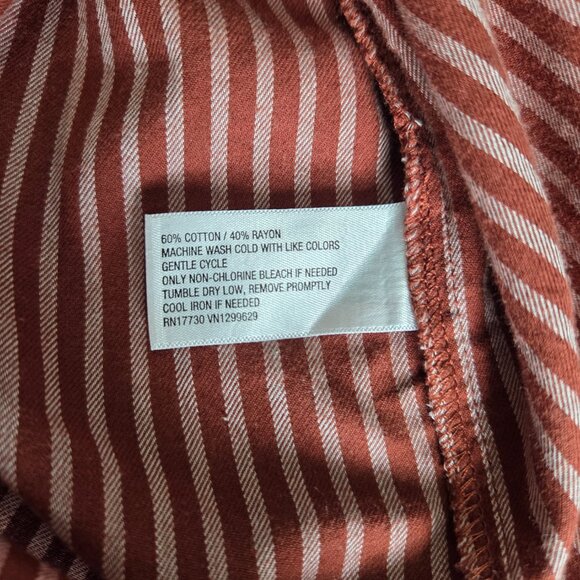 60% COTTON / 40% RAYON
MACHINE WASH COLD WITH LIKE COLORS
GENTLE CYCLE
ONLY NON-CHLORINE BLEACH IF NEEDED
TUMBLE DRY LOW, REMOVE PROMPTLY
COOL IRON IF NEEDED
RN17730 VN1299629